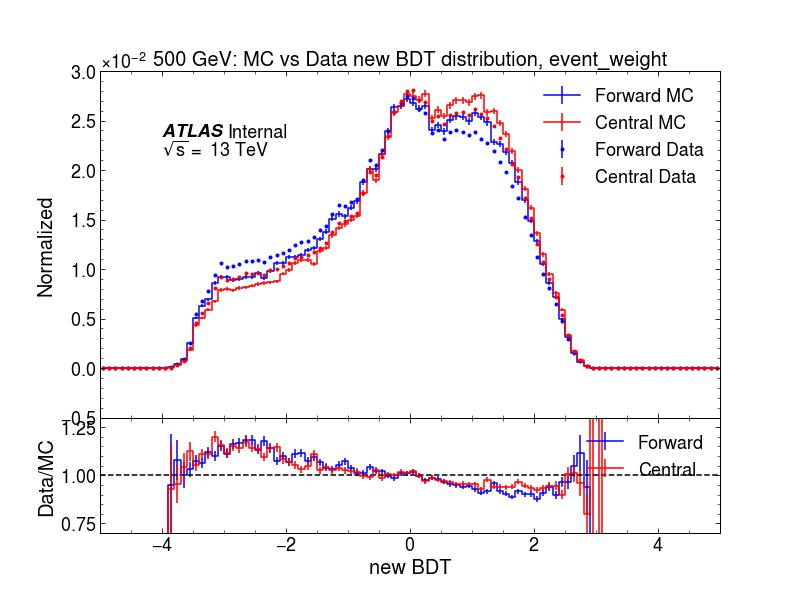 ×10⁻² 500 GeV: MC vs Data new BDT distribution, event_weight
3.0
2.5
2.0
1.5
1.0
0.5
0.0
Normalized
ATLAS Internal
√s = 13 TeV
Forward MC
Central MC
Forward Data
Central Data
1.25
1.00
0.75
Data/MC
Forward
Central
−4
−2
0
2
4
new BDT